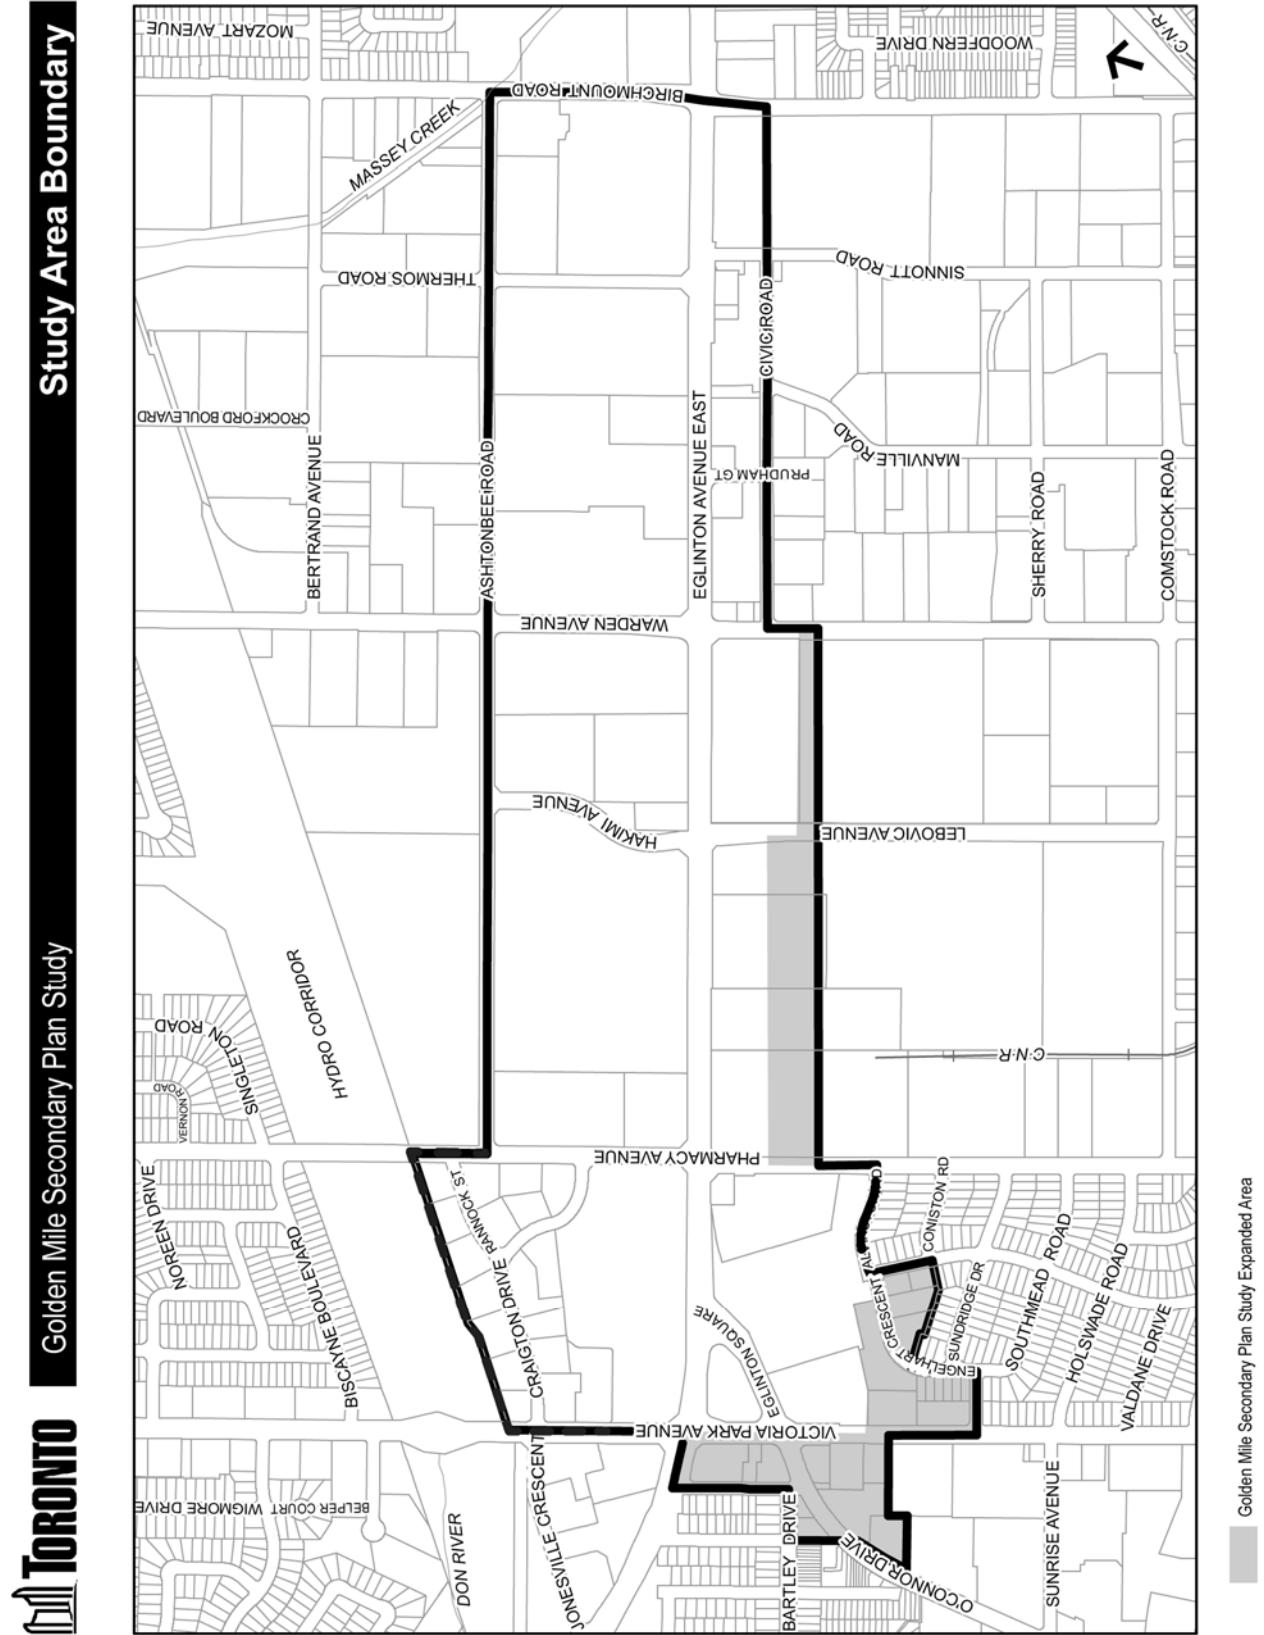 TORONTO
Golden Mile Secondary Plan Study
Study Area Boundary
NOREEN DRIVE
VERNON ROAD
SINGLETON ROAD
CROCKFORD BOULEVARD
MOZART AVENUE
WIGMORE DRIVE
BELPER COURT
BISCAYNE BOULEVARD
HYDRO CORRIDOR
BERTRAND AVENUE
THERMOS ROAD
MASSEY CREEK
DON RIVER
JONESVILLE CRESCENT
CRAIGTON DRIVE
RANNOCK ST
ASHTONBEE ROAD
HAKIMI AVENUE
WARDEN AVENUE
BIRCHMOUNT ROAD
VICTORIA PARK AVENUE
PHARMACY AVENUE
EGLINTON SQUARE
EGLINTON AVENUE EAST
PRUDHAM GT
CIVIC ROAD
BARTLEY DRIVE
O'CONNOR DRIVE
ENGELHART CRESCENT
CONISTON RD
SUNDRIDGE DR
LEBOVIC AVENUE
MANVILLE ROAD
SINNOTT ROAD
WOODFERN DRIVE
C-N-R
SUNRISE AVENUE
SOUTHMEAD ROAD
HOLSWADE ROAD
VALDANE DRIVE
C-N-R
SHERRY ROAD
COMSTOCK ROAD
Golden Mile Secondary Plan Study Expanded Area